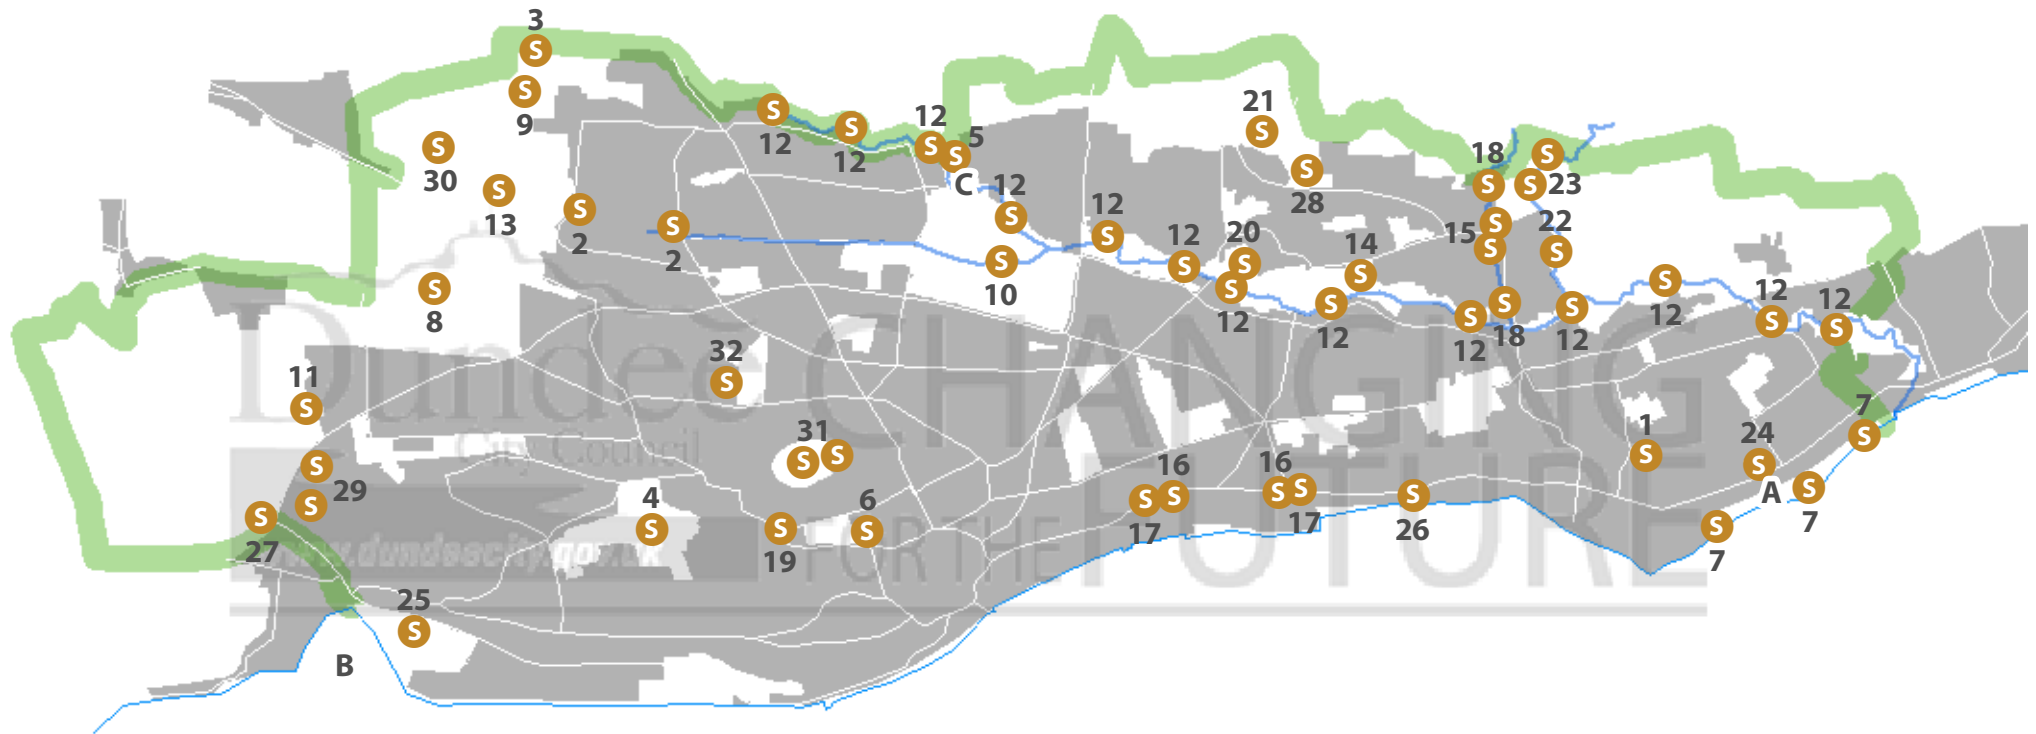 3
S
S
9
S
12
S
12
12
S
S
5
C
21
S
S
28
18
S
S
S
23
S
30
S
13
S
2
S
2
12
S
12
S
12
S
20
S
S
12
14
S
S
12
15
S
S
22
S
S
8
S
10
S
12
S
18
S
12
S
12
12
S
12
S
Dundee
City Council
CHANGING
FOR THE FUTURE
www.dundeecity.gov.uk
11
S
32
S
31
S
S
S
29
S
S
27
4
S
S
19
6
S
16
S
S
17
16
S
S
17
S
26
1
S
24
S
A
7
S
S
7
S
7
25
S
B